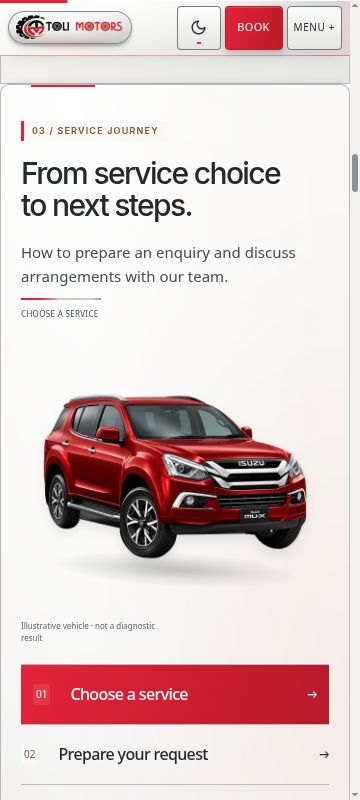 TOLI MOTORS
BOOK
MENU +
03 / SERVICE JOURNEY
From service choice
to next steps.
How to prepare an enquiry and discuss
arrangements with our team.
CHOOSE A SERVICE
ISUZU
MU-X
Illustrative vehicle · not a diagnostic
result
01 Choose a service →
02 Prepare your request →